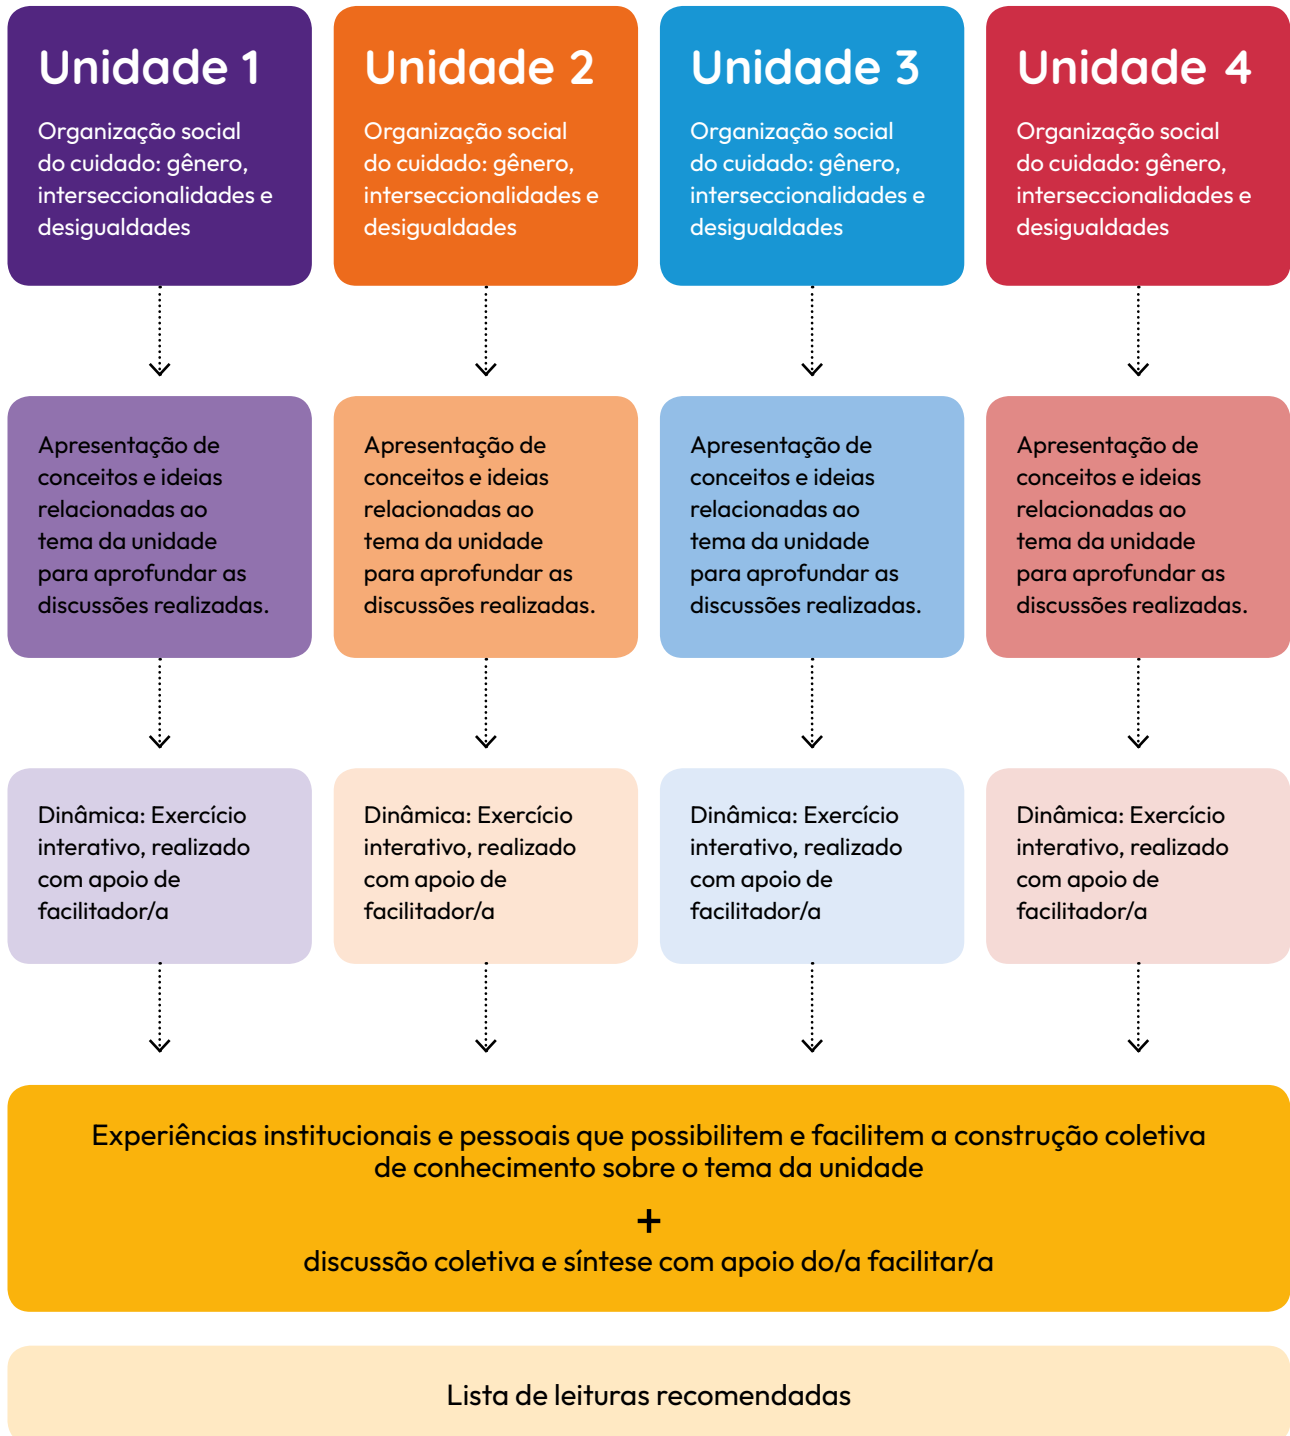 Unidade 1
Organização social
do cuidado: gênero,
interseccionalidades e
desigualdades
Unidade 2
Organização social
do cuidado: gênero,
interseccionalidades e
desigualdades
Unidade 3
Organização social
do cuidado: gênero,
interseccionalidades e
desigualdades
Unidade 4
Organização social
do cuidado: gênero,
interseccionalidades e
desigualdades
Apresentação de
conceitos e ideias
relacionadas ao
tema da unidade
para aprofundar as
discussões realizadas.
Apresentação de
conceitos e ideias
relacionadas ao
tema da unidade
para aprofundar as
discussões realizadas.
Apresentação de
conceitos e ideias
relacionadas ao
tema da unidade
para aprofundar as
discussões realizadas.
Apresentação de
conceitos e ideias
relacionadas ao
tema da unidade
para aprofundar as
discussões realizadas.
Dinâmica: Exercício
interativo, realizado
com apoio de
facilitador/a
Dinâmica: Exercício
interativo, realizado
com apoio de
facilitador/a
Dinâmica: Exercício
interativo, realizado
com apoio de
facilitador/a
Dinâmica: Exercício
interativo, realizado
com apoio de
facilitador/a
Experiências institucionais e pessoais que possibilitem e facilitem a construção coletiva
de conhecimento sobre o tema da unidade
+
discussão coletiva e síntese com apoio do/a facilitar/a
Lista de leituras recomendadas